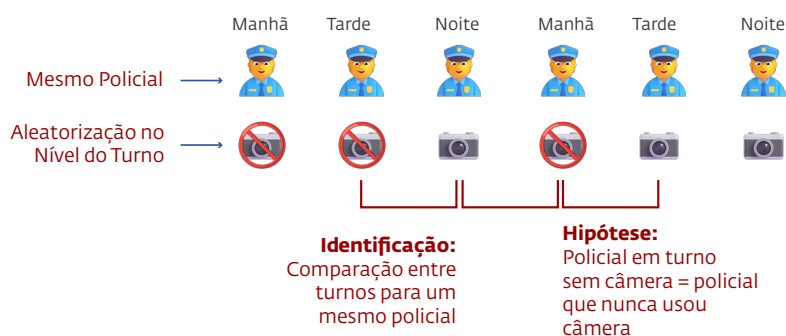 Manhã Tarde Noite Manhã Tarde Noite
Mesmo Policial
Aleatorização no
Nível do Turno
Identificação:
Comparação entre
turnos para um
mesmo policial
Hipótese:
Policial em turno
sem câmera = policial
que nunca usou
câmera